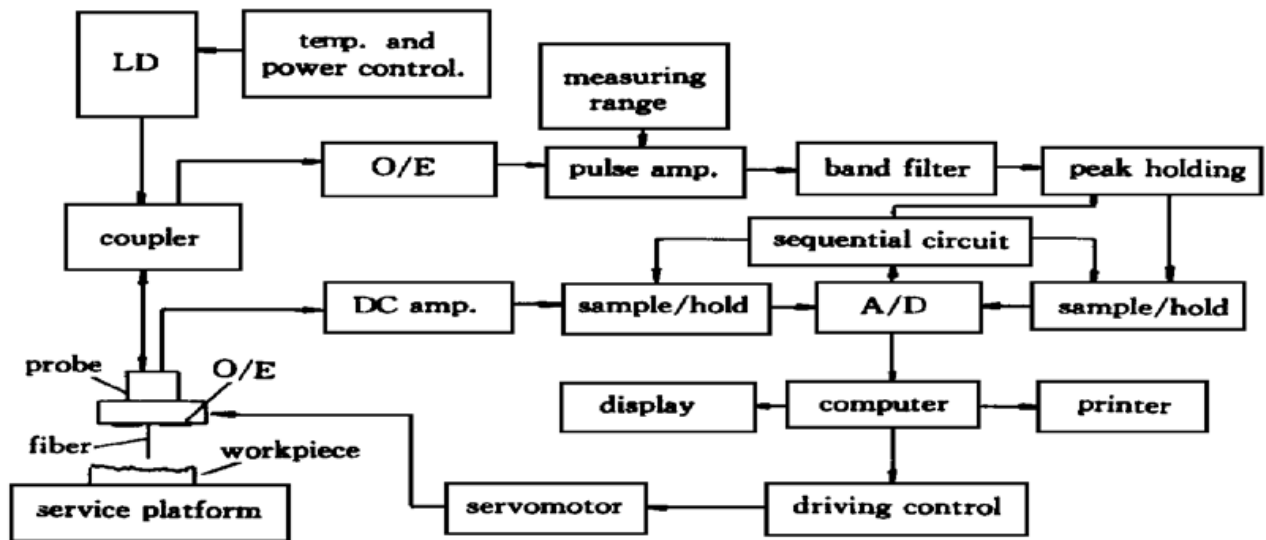 LD
temp. and
power control.
measuring
range
O/E
pulse amp.
band filter
peak holding
coupler
sequential circuit
DC amp.
sample/hold
A/D
sample/hold
probe
O/E
display
computer
printer
fiber
workpiece
service platform
servomotor
driving control